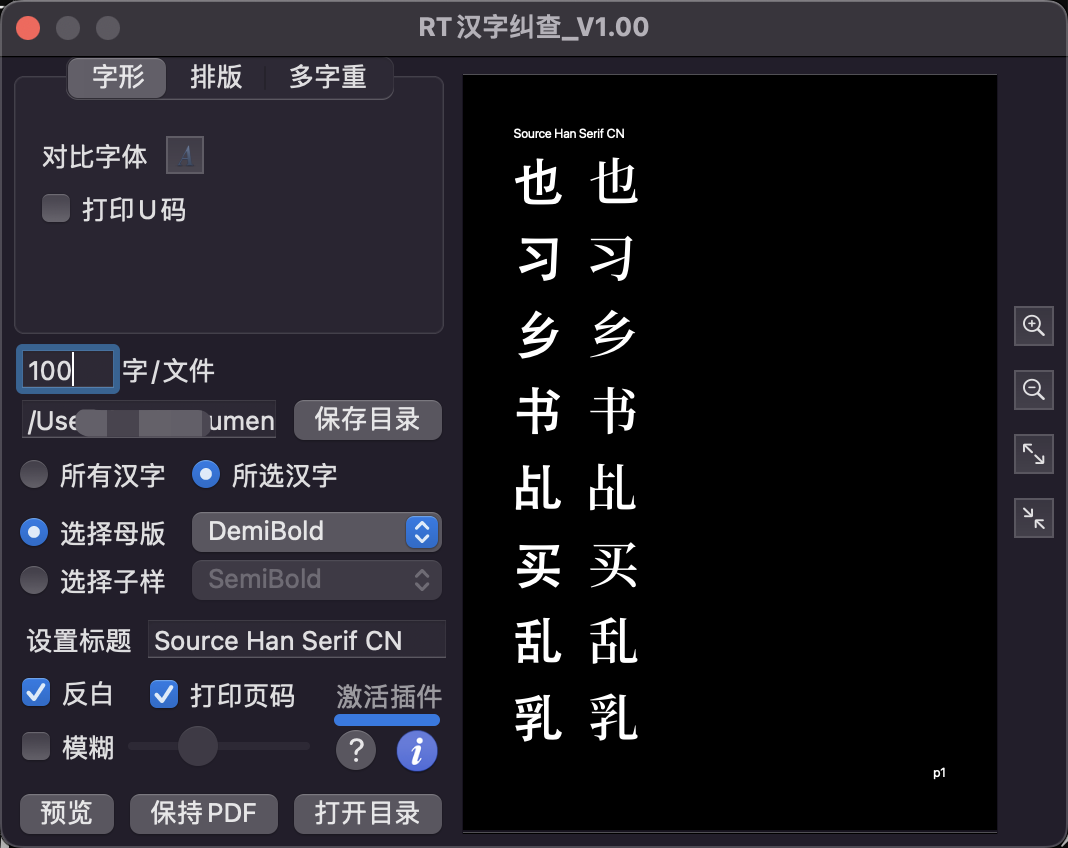 RT汉字纠查_V1.00
字形 排版 多字重
对比字体 A
打印U码
100 字/文件
/Use umen 保存目录
所有汉字 所选汉字
选择母版 DemiBold
选择子样 SemiBold
设置标题 Source Han Serif CN
反白 打印页码 激活插件
模糊 ? i
预览 保持PDF 打开目录
Source Han Serif CN
也 也
习 习
乡 乡
书 书
乩 乩
买 买
乱 乱
乳 乳
p1